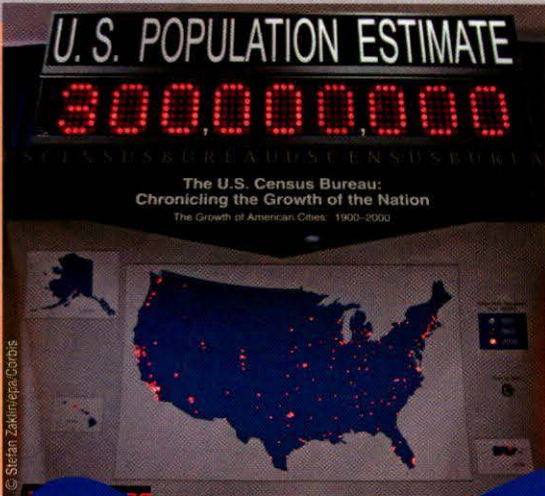 U. S. POPULATION ESTIMATE
300,000,000
The U.S. Census Bureau:
Chronicling the Growth of the Nation
The Growth of American Cities: 1900–2000
© Stefan Zaklin/epa/Corbis